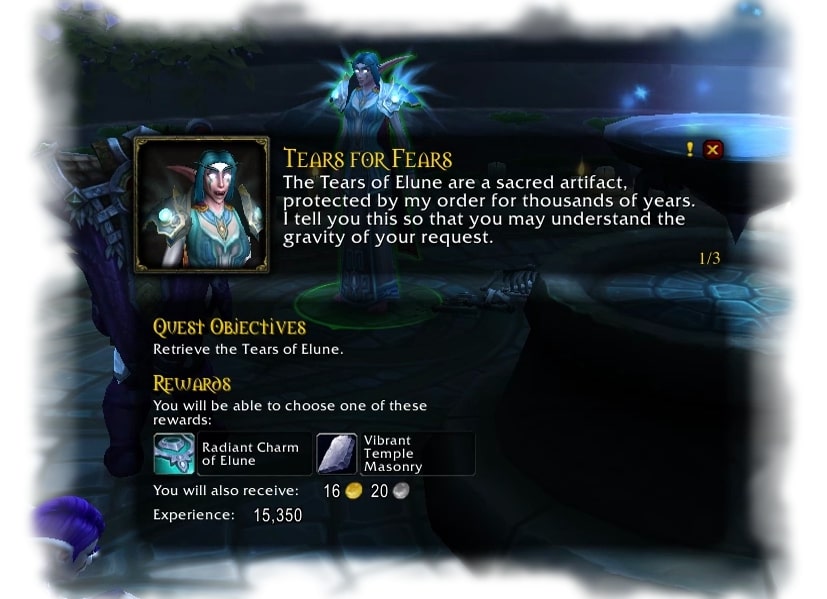 Tears for Fears
The Tears of Elune are a sacred artifact,
protected by my order for thousands of years.
I tell you this so that you may understand the
gravity of your request.
1/3
Quest Objectives
Retrieve the Tears of Elune.
Rewards
You will be able to choose one of these
rewards:
Radiant Charm
of Elune
Vibrant
Temple
Masonry
You will also receive: 16 20
Experience: 15,350